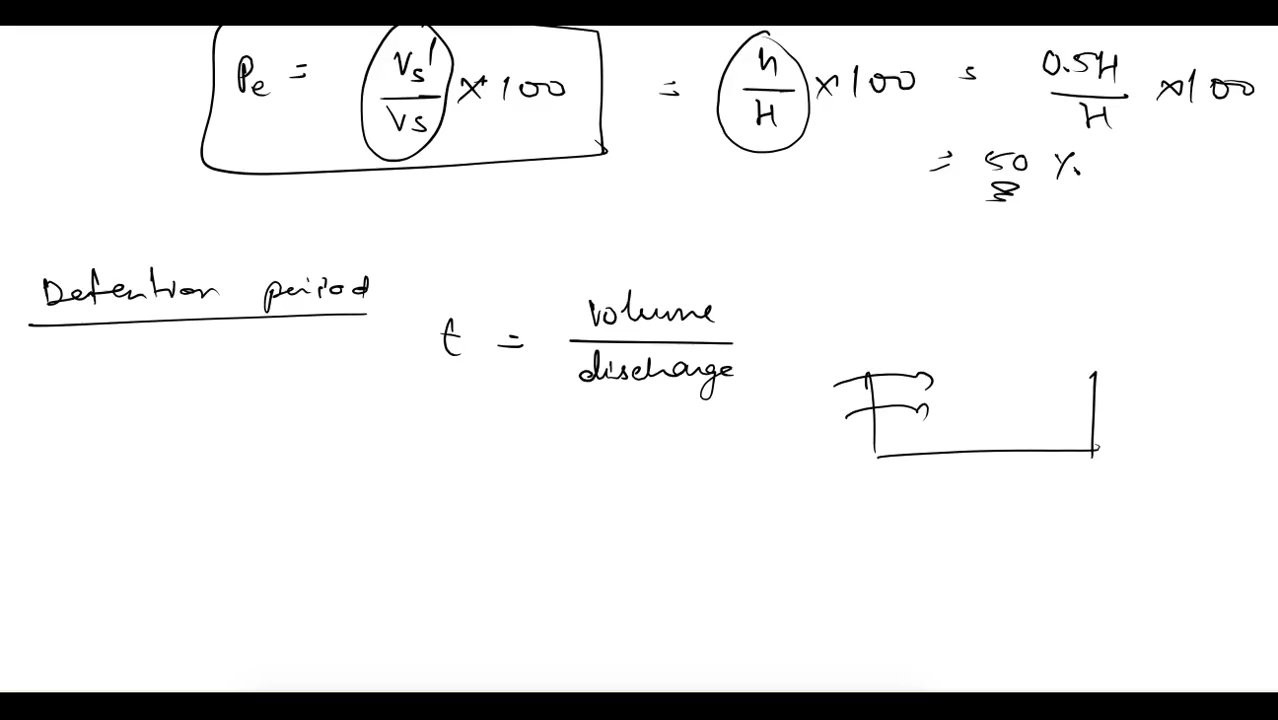 Pe = Vs'/Vs × 100 = h/H × 100 = 0.5H/H × 100
= 50 %
Detention period
t = volume/discharge